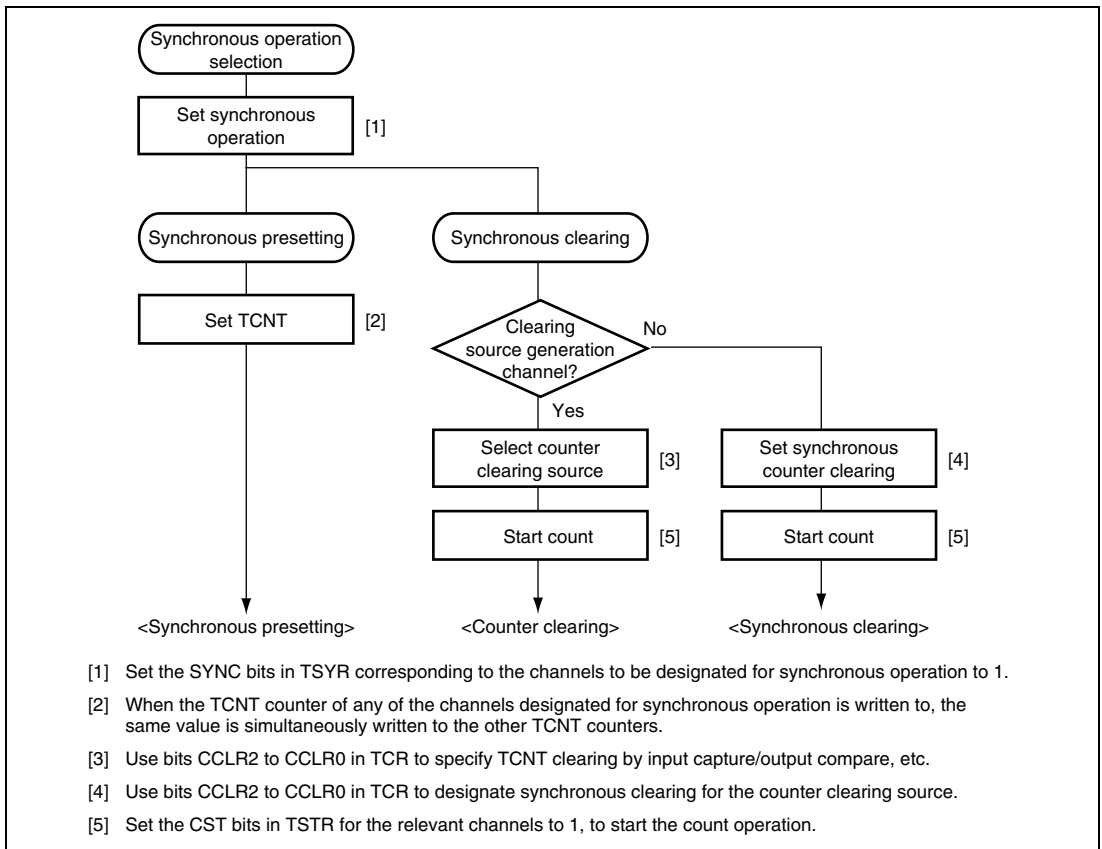 Synchronous operation
selection
Set synchronous
operation
[1]
Synchronous presetting
Synchronous clearing
Set TCNT
[2]
Clearing
source generation
channel?
No
Yes
Select counter
clearing source
[3]
Set synchronous
counter clearing
[4]
Start count
[5]
Start count
[5]
<Synchronous presetting>
<Counter clearing>
<Synchronous clearing>
[1] Set the SYNC bits in TSYR corresponding to the channels to be designated for synchronous operation to 1.
[2] When the TCNT counter of any of the channels designated for synchronous operation is written to, the
same value is simultaneously written to the other TCNT counters.
[3] Use bits CCLR2 to CCLR0 in TCR to specify TCNT clearing by input capture/output compare, etc.
[4] Use bits CCLR2 to CCLR0 in TCR to designate synchronous clearing for the counter clearing source.
[5] Set the CST bits in TSTR for the relevant channels to 1, to start the count operation.